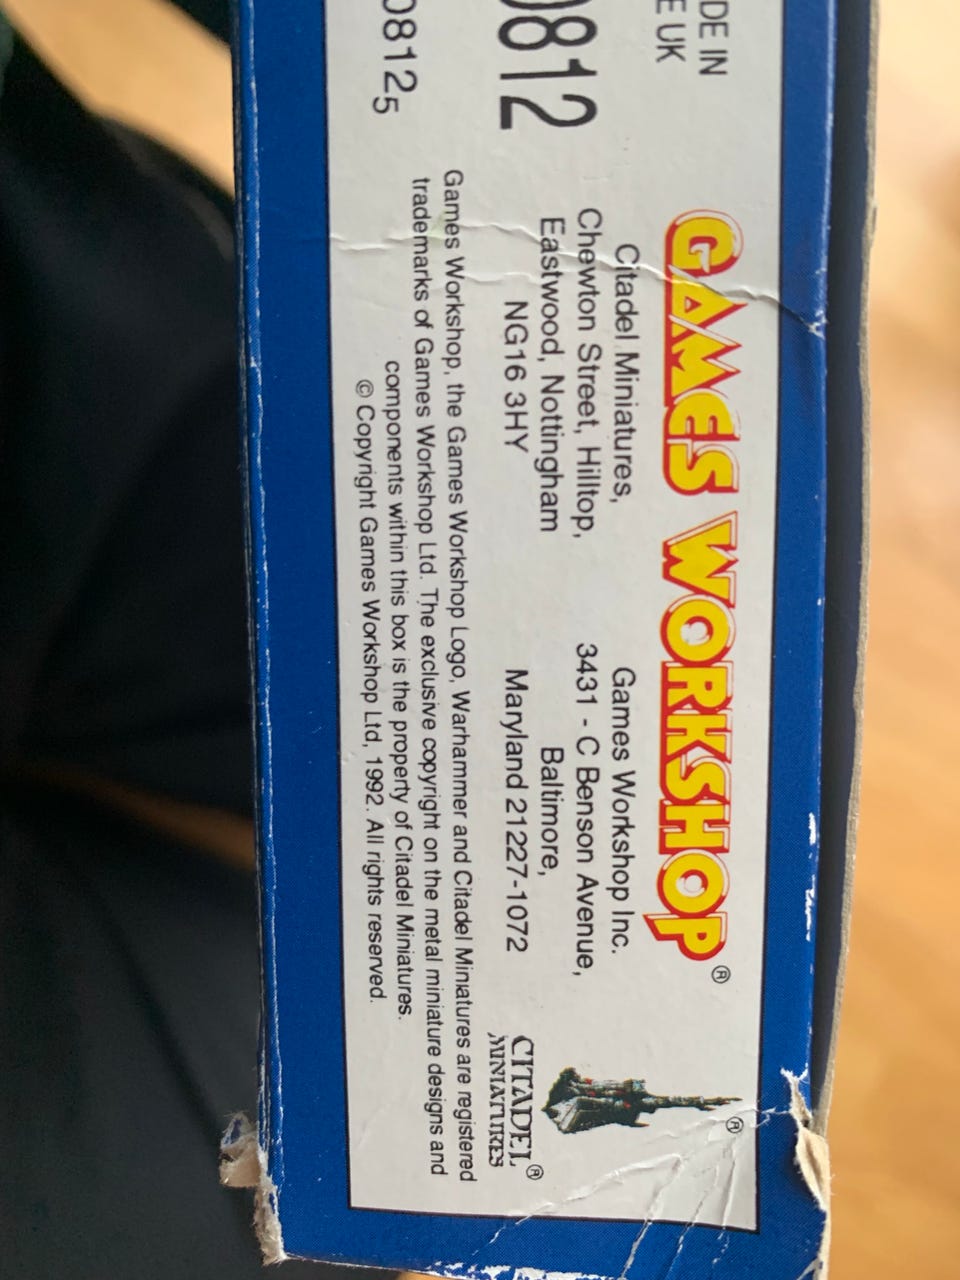 DE IN
E UK
0812
08125
GAMES WORKSHOP®
Citadel Miniatures,
Chewton Street, Hilltop,
Eastwood, Nottingham
NG16 3HY
Games Workshop Inc.
3431 - C Benson Avenue,
Baltimore,
Maryland 21227-1072
®
CITADEL®
MINIATURES
Games Workshop, the Games Workshop Logo, Warhammer and Citadel Miniatures are registered
trademarks of Games Workshop Ltd. The exclusive copyright on the metal miniature designs and
components within this box is the property of Citadel Miniatures.
© Copyright Games Workshop Ltd, 1992. All rights reserved.